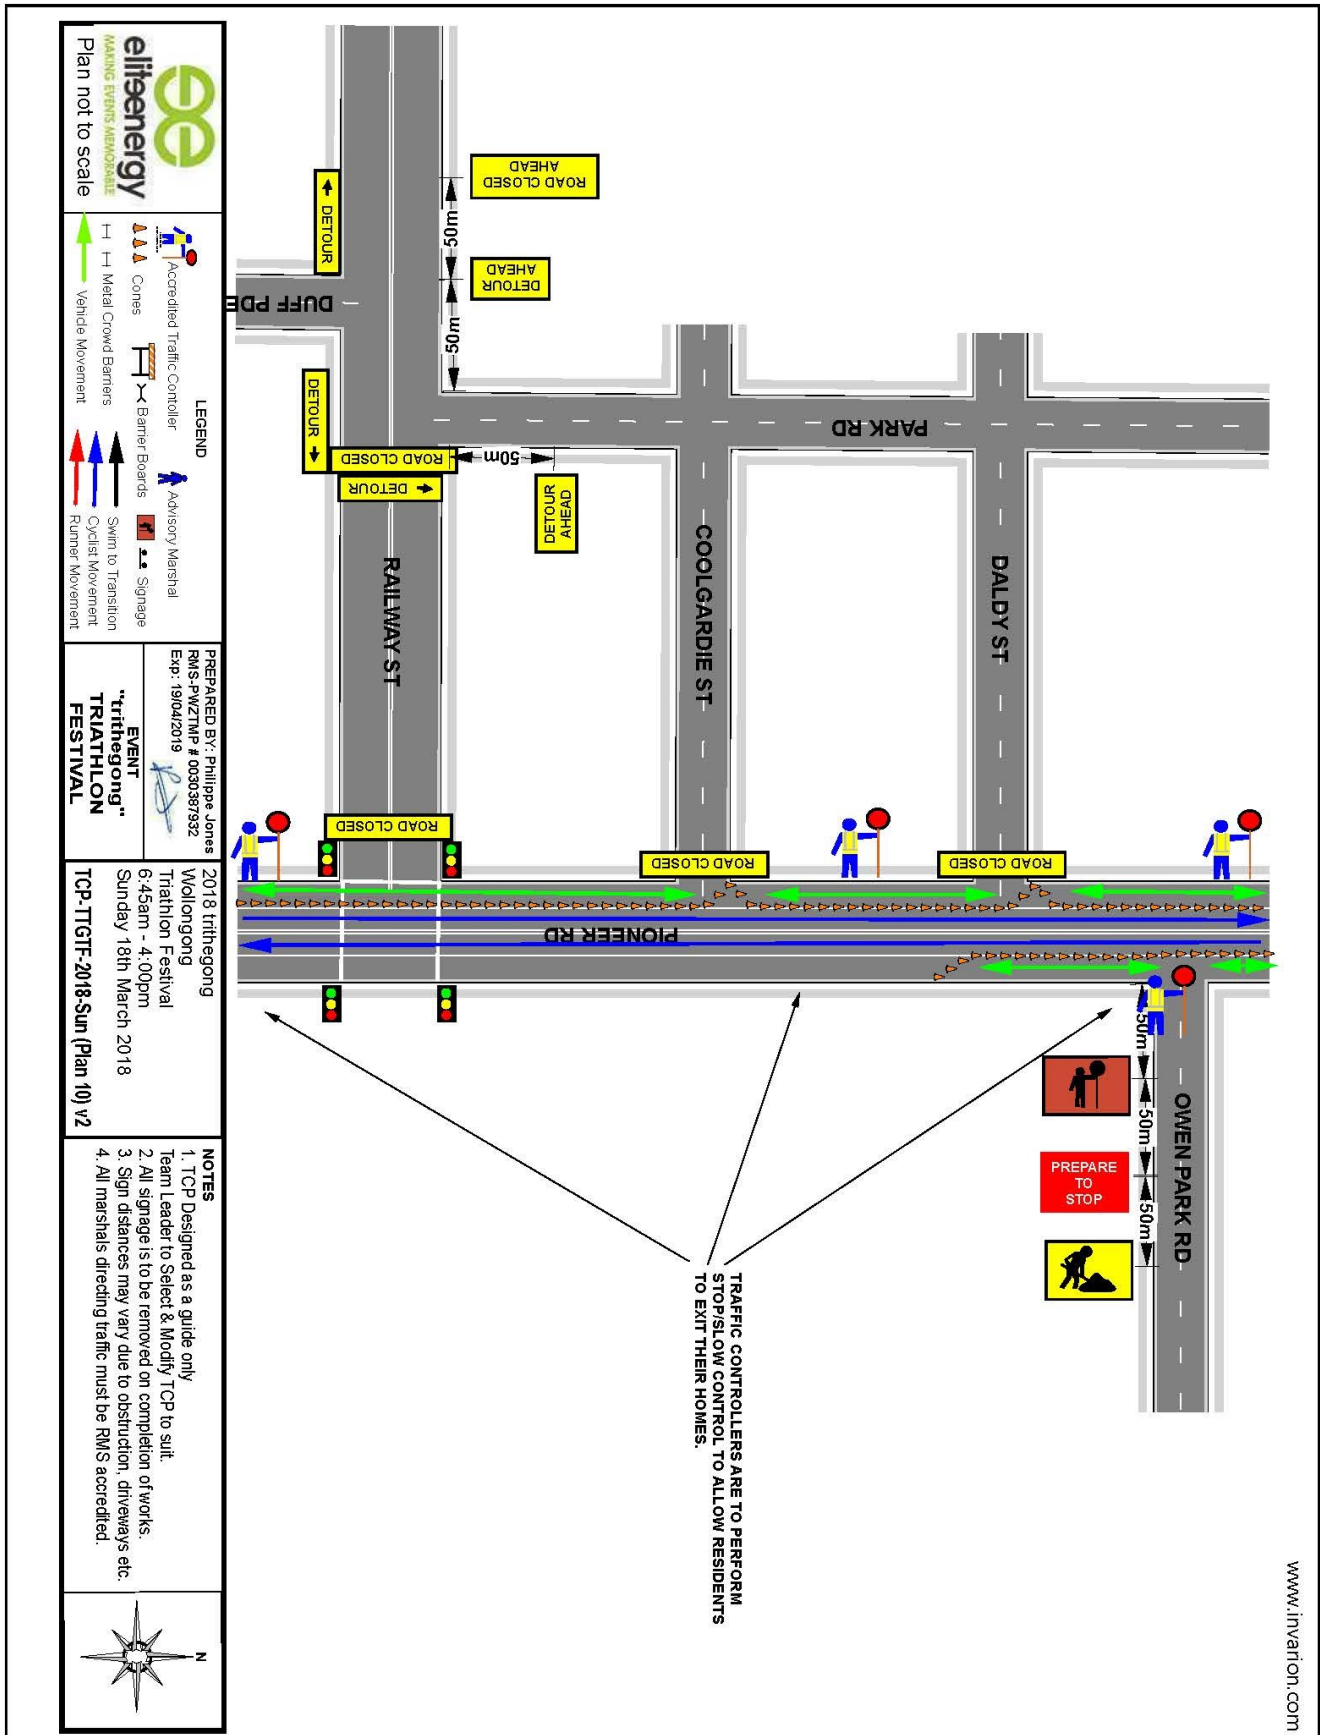 www.invarion.com
ROAD CLOSED
AHEAD
50m
DETOUR
AHEAD
50m
DETOUR
DUFF PDE
DETOUR
ROAD CLOSED
DETOUR
50m
DETOUR
AHEAD
PARK RD
RAILWAY ST
COOLGARDIE ST
DALDY ST
ROAD CLOSED
ROAD CLOSED
ROAD CLOSED
PIONEER RD
OWEN PARK RD
50m
50m
50m
PREPARE
TO
STOP
TRAFFIC CONTROLLERS ARE TO PERFORM
STOP/SLOW CONTROL TO ALLOW RESIDENTS
TO EXIT THEIR HOMES.
eliteenergy
MAKING EVENTS MEMORABLE
Plan not to scale
LEGEND
Accredited Traffic Contoller
Advisory Marshal
Cones
Barrier Boards
Signage
Metal Crowd Barriers
Swim to Transition
Vehicle Movement
Cyclist Movement
Runner Movement
PREPARED BY: Philippe Jones
RMS-PWZTMP # 0030387932
Exp: 19/04/2019
EVENT
"trithegong"
TRIATHLON
FESTIVAL
2018 trithegong
Wollongong
Triathlon Festival
6:45am - 4:00pm
Sunday 18th March 2018
TCP-TTGTF-2018-Sun (Plan 10) v2
NOTES
1. TCP Designed as a guide only
Team Leader to Select & Modify TCP to suit.
2. All signage is to be removed on completion of works.
3. Sign distances may vary due to obstruction, driveways etc.
4. All marshals directing traffic must be RMS accredited.
N